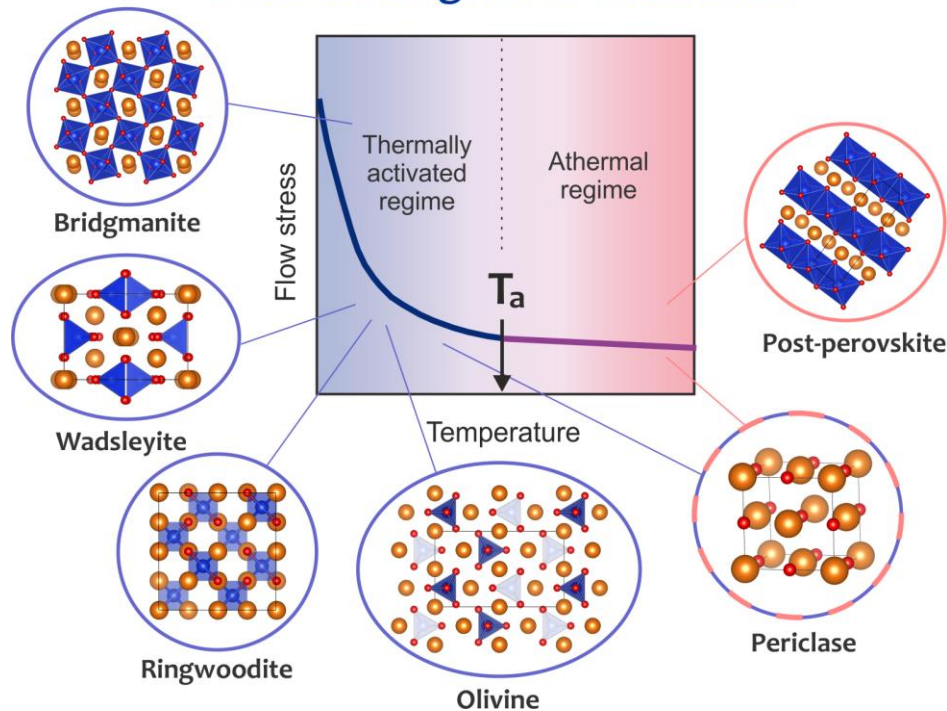 Bridgmanite
Wadsleyite
Ringwoodite
Olivine
Periclase
Post-perovskite
Flow stress
Temperature
Thermally
activated
regime
Athermal
regime
Ta